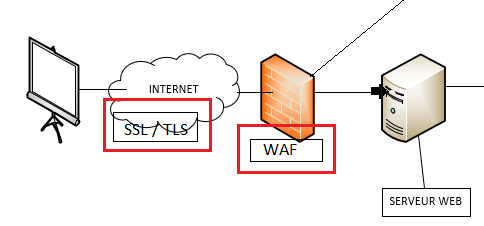 INTERNET
SSL / TLS
WAF
SERVEUR WEB